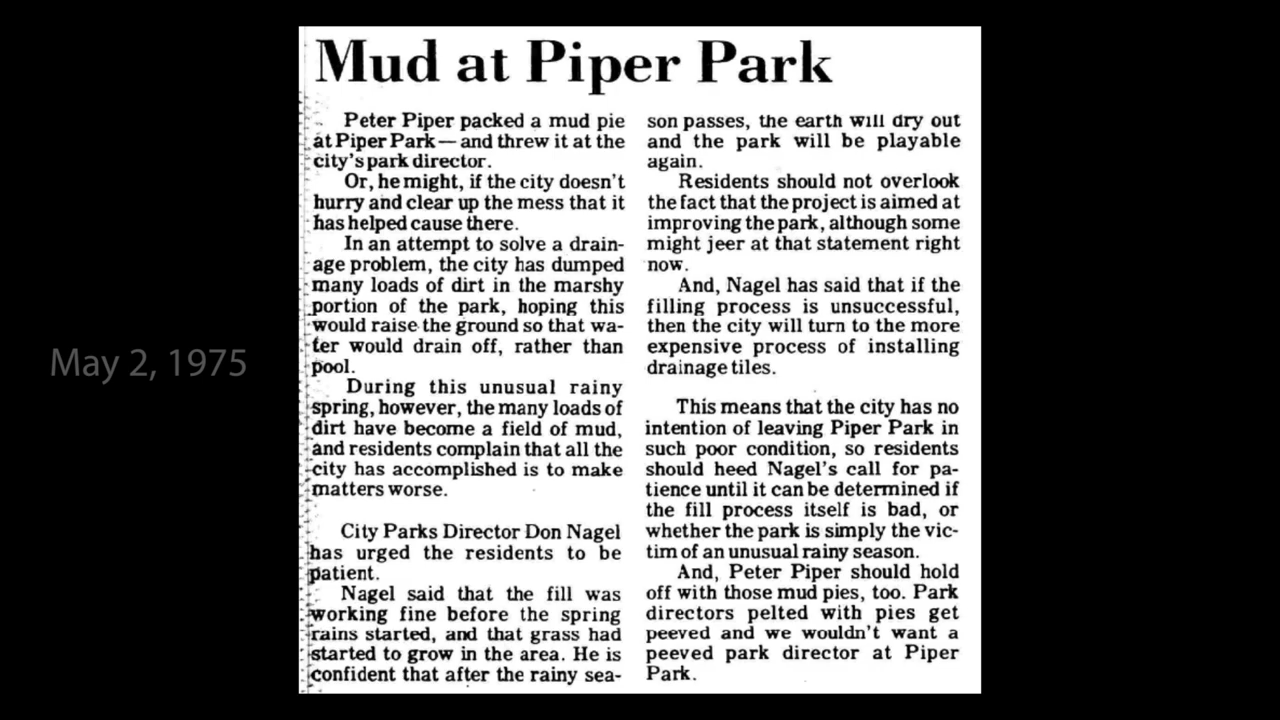 Mud at Piper Park
Peter Piper packed a mud pie
at Piper Park — and threw it at the
city's park director.
Or, he might, if the city doesn't
hurry and clear up the mess that it
has helped cause there.
In an attempt to solve a drain-
age problem, the city has dumped
many loads of dirt in the marshy
portion of the park, hoping this
would raise the ground so that wa-
ter would drain off, rather than
pool.
During this unusual rainy
spring, however, the many loads of
dirt have become a field of mud,
and residents complain that all the
city has accomplished is to make
matters worse.
City Parks Director Don Nagel
has urged the residents to be
patient.
Nagel said that the fill was
working fine before the spring
rains started, and that grass had
started to grow in the area. He is
confident that after the rainy sea-
son passes, the earth will dry out
and the park will be playable
again.
Residents should not overlook
the fact that the project is aimed at
improving the park, although some
might jeer at that statement right
now.
And, Nagel has said that if the
filling process is unsuccessful,
then the city will turn to the more
expensive process of installing
drainage tiles.
This means that the city has no
intention of leaving Piper Park in
such poor condition, so residents
should heed Nagel's call for pa-
tience until it can be determined if
the fill process itself is bad, or
whether the park is simply the vic-
tim of an unusual rainy season.
And, Peter Piper should hold
off with those mud pies, too. Park
directors pelted with pies get
peeved and we wouldn't want a
peeved park director at Piper
Park.
May 2, 1975